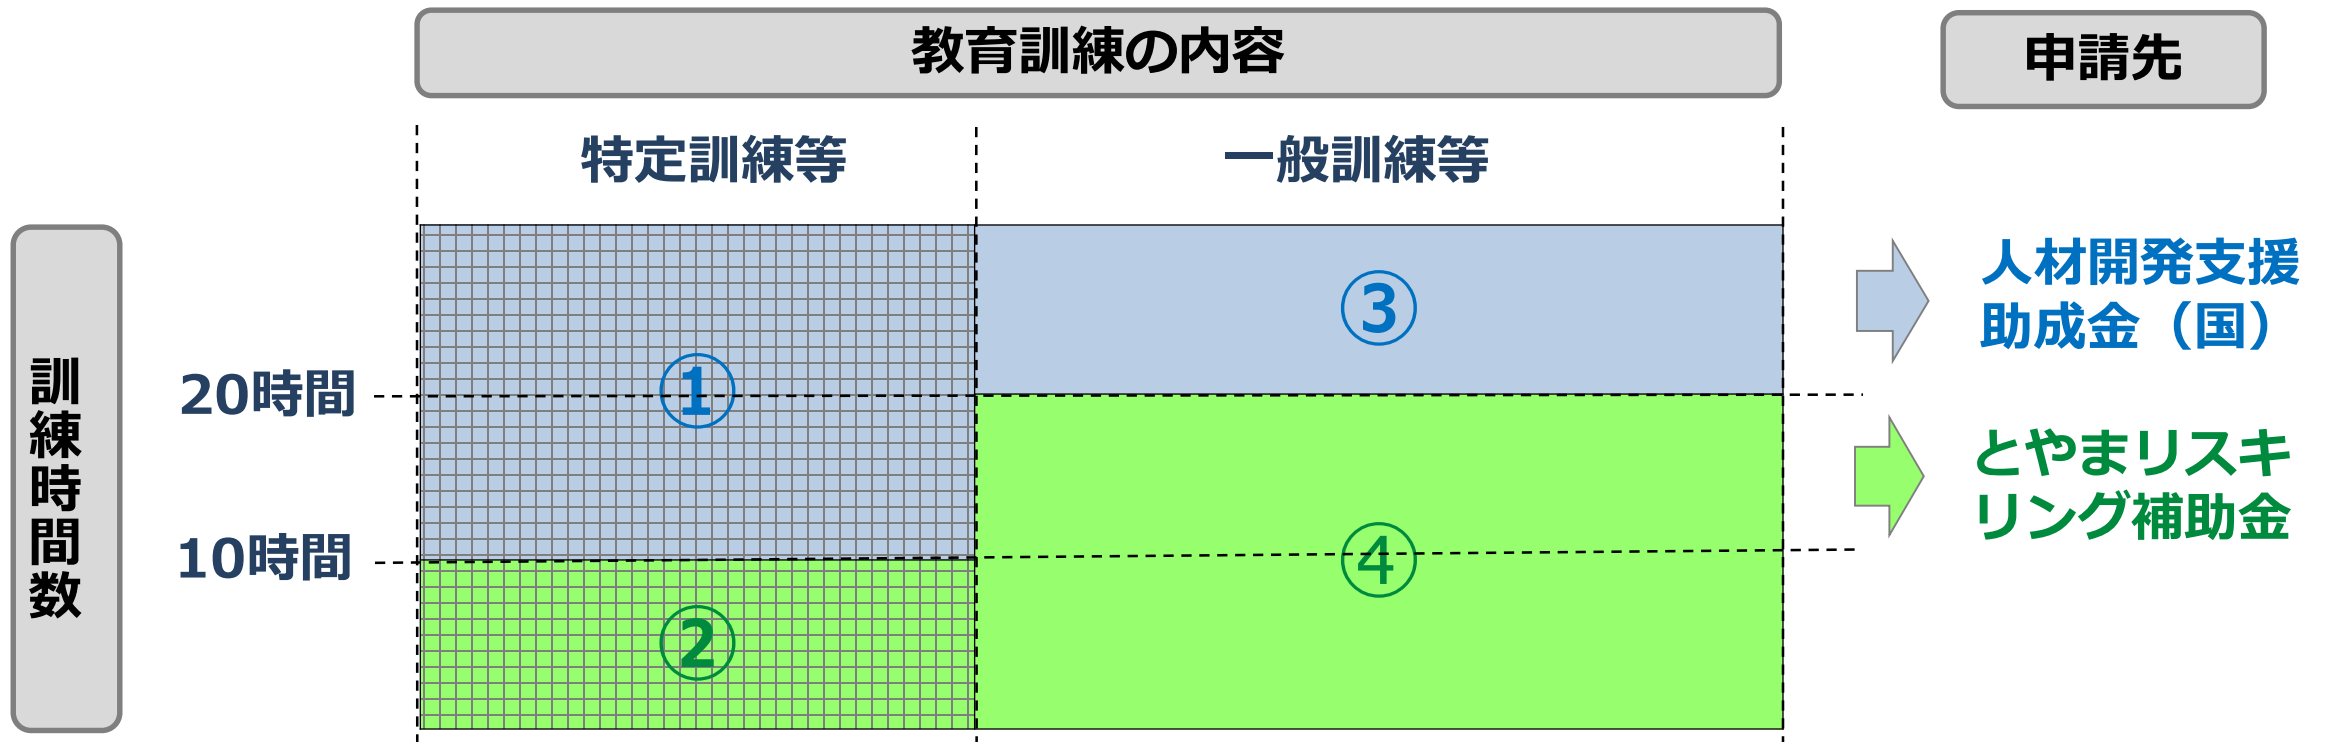 教育訓練の内容
申請先
特定訓練等
一般訓練等
訓練時間数
20時間
10時間
①
②
③
④
人材開発支援
助成金（国）
とやまリスキ
リング補助金